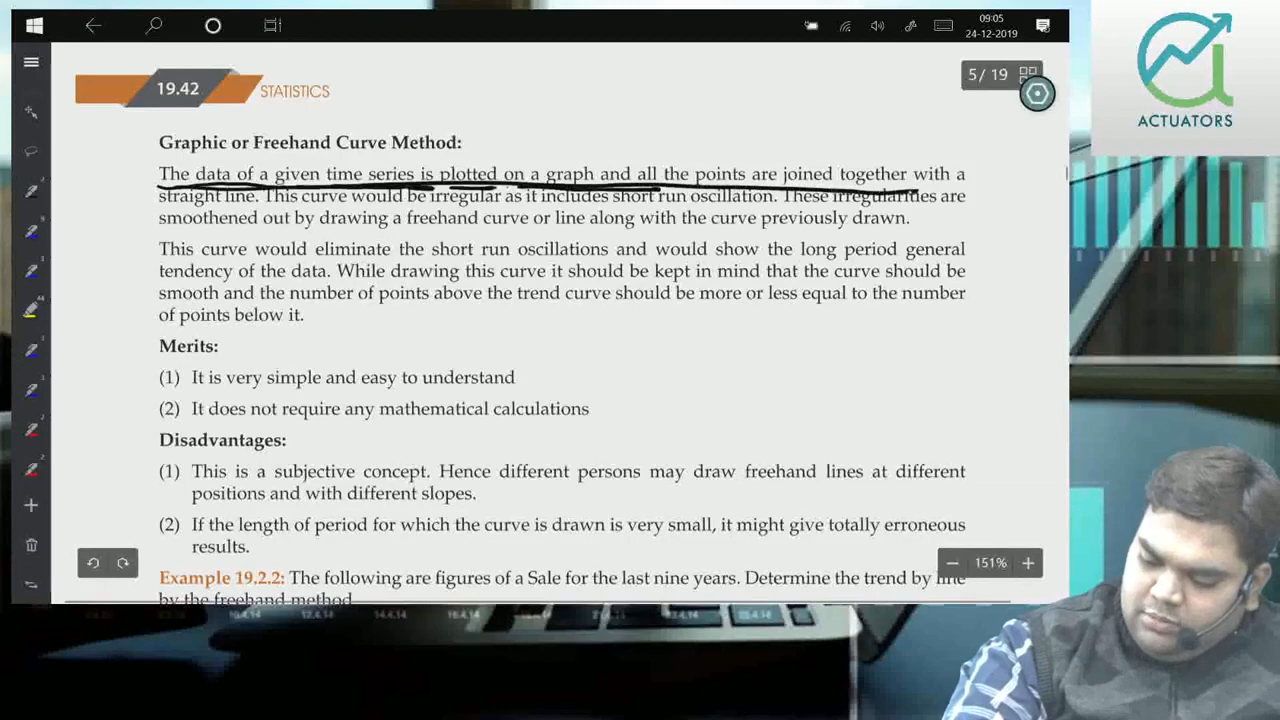 09:05
24-12-2019
ACTUATORS
5 / 19
19.42
STATISTICS
Graphic or Freehand Curve Method:
The data of a given time series is plotted on a graph and all the points are joined together with a
straight line. This curve would be irregular as it includes short run oscillation. These irregularities are
smoothened out by drawing a freehand curve or line along with the curve previously drawn.
This curve would eliminate the short run oscillations and would show the long period general
tendency of the data. While drawing this curve it should be kept in mind that the curve should be
smooth and the number of points above the trend curve should be more or less equal to the number
of points below it.
Merits:
(1) It is very simple and easy to understand
(2) It does not require any mathematical calculations
Disadvantages:
(1) This is a subjective concept. Hence different persons may draw freehand lines at different
positions and with different slopes.
(2) If the length of period for which the curve is drawn is very small, it might give totally erroneous
results.
151%
Example 19.2.2: The following are figures of a Sale for the last nine years. Determine the trend by line
by the freehand method